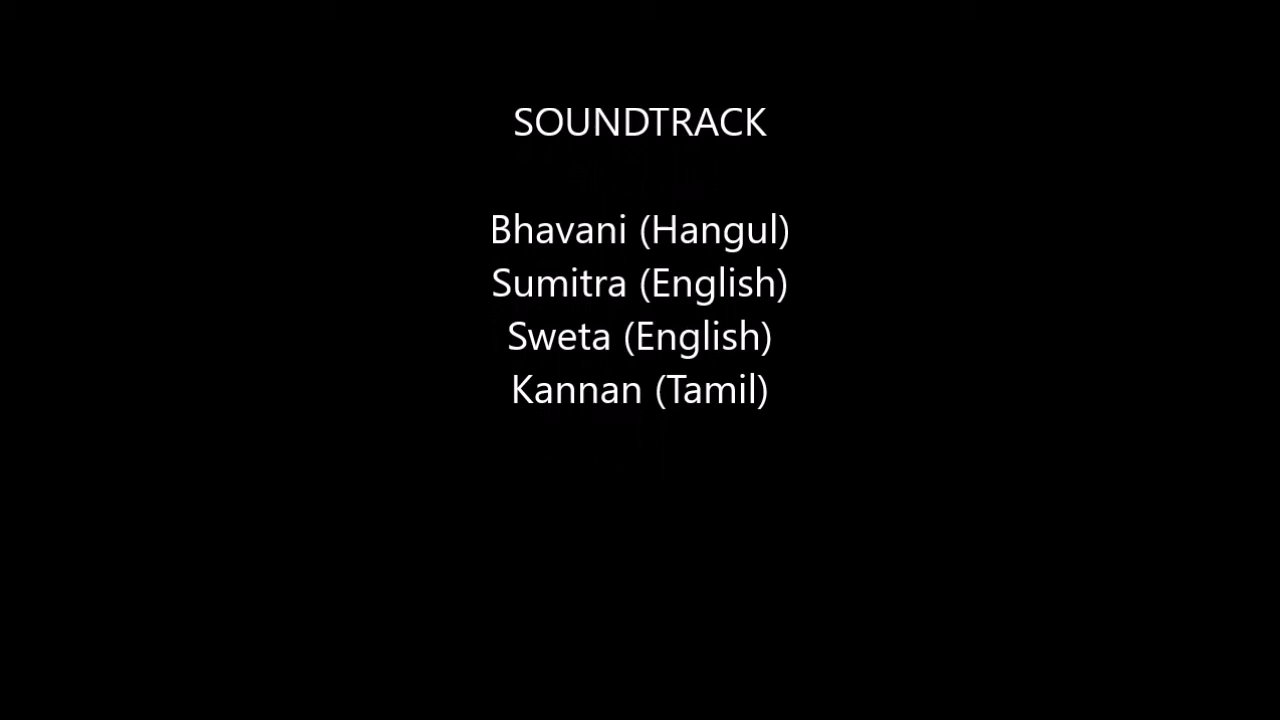 SOUNDTRACK
Bhavani (Hangul)
Sumitra (English)
Sweta (English)
Kannan (Tamil)